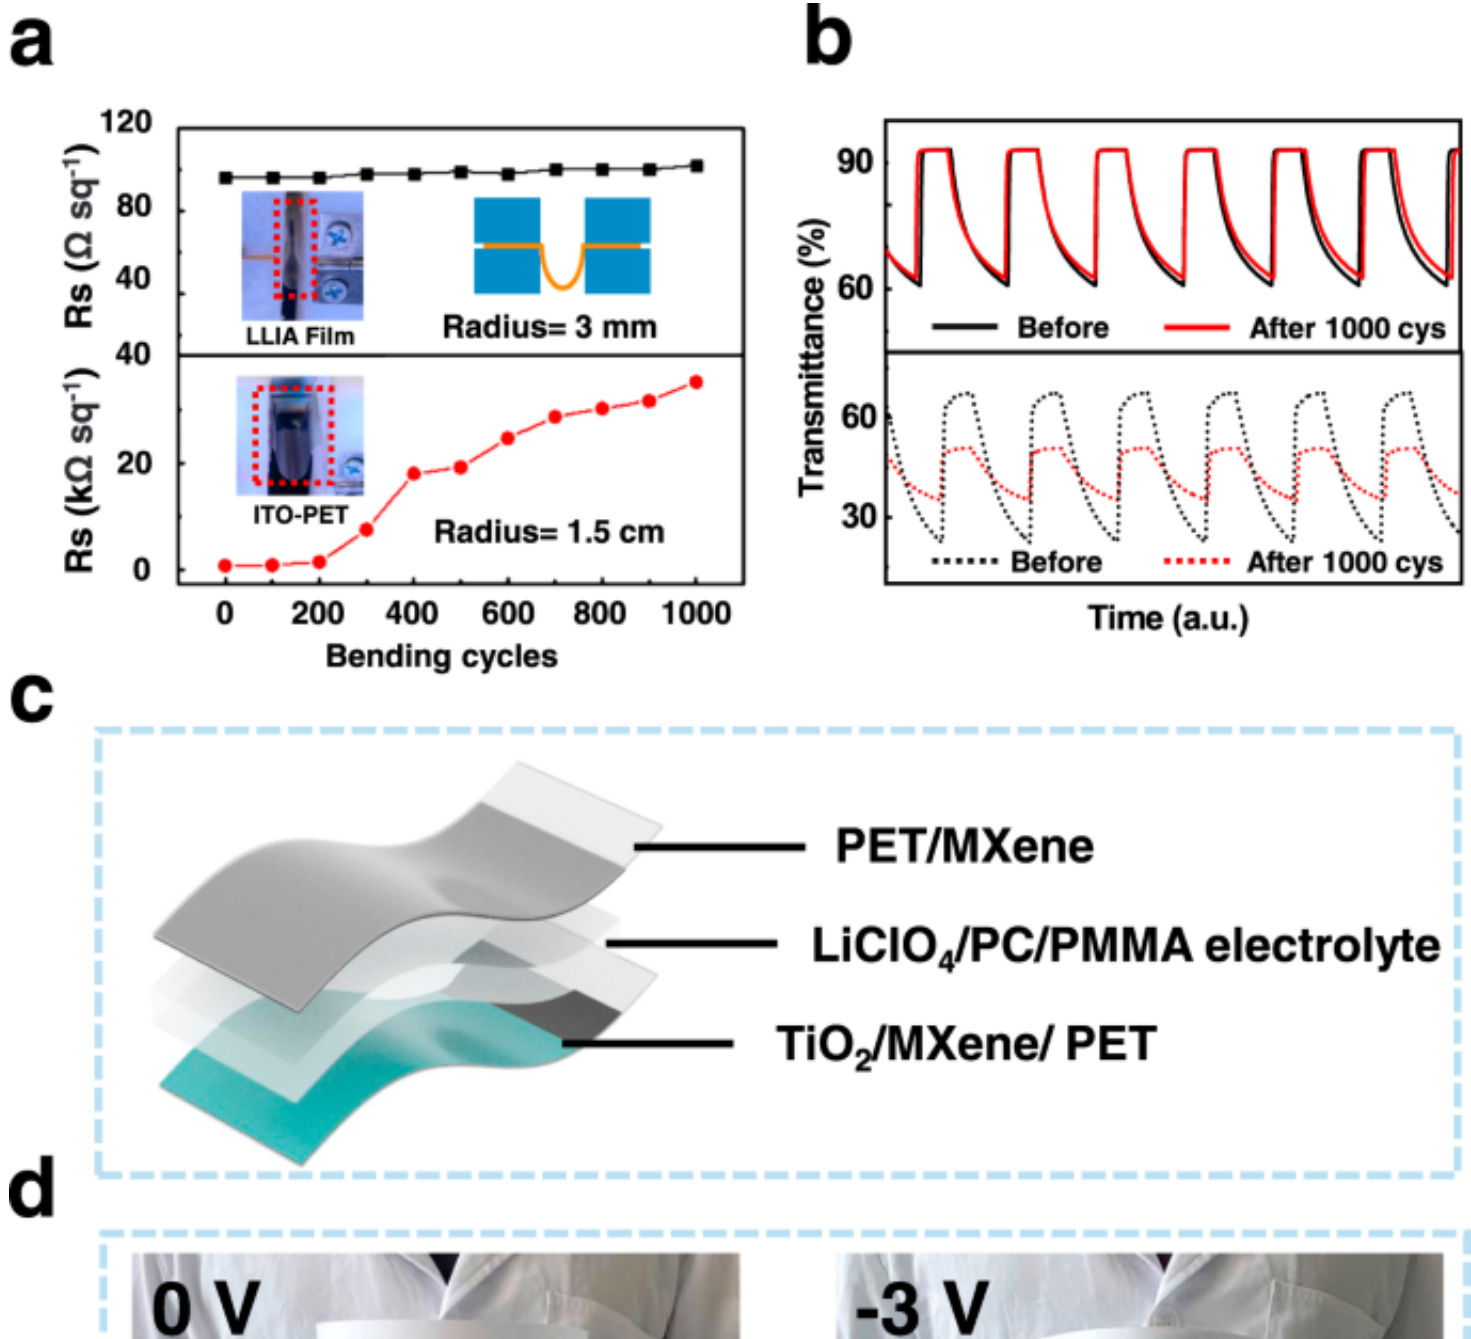 a
120
80
40
Rs (Ω sq⁻¹)
LLIA Film
Radius= 3 mm
40
20
0
Rs (kΩ sq⁻¹)
ITO-PET
Radius= 1.5 cm
0 200 400 600 800 1000
Bending cycles
b
90
60
Before After 1000 cys
Transmittance (%)
60
30
Before After 1000 cys
Time (a.u.)
c
PET/MXene
LiClO₄/PC/PMMA electrolyte
TiO₂/MXene/ PET
d
0 V
-3 V